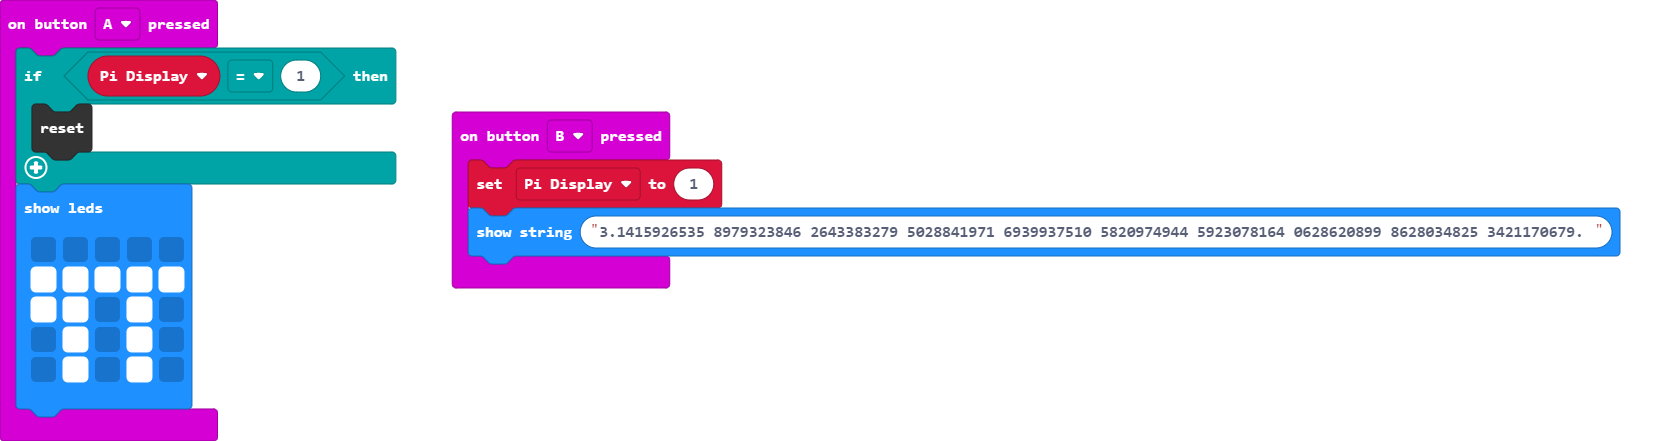 on button A pressed
if Pi Display = 1 then
reset
show leds
on button B pressed
set Pi Display to 1
show string "3.1415926535 8979323846 2643383279 5028841971 6939937510 5820974944 5923078164 0628620899 8628034825 3421170679. "